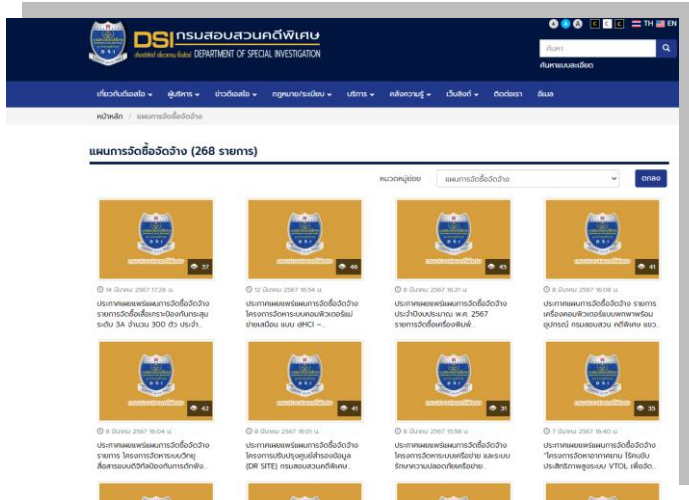 DSI กรมสอบสวนคดีพิเศษ
DEPARTMENT OF SPECIAL INVESTIGATION
A A A C C C TH EN
ค้นหา
ค้นหาแบบละเอียด
เกี่ยวกับดีเอสไอ ผู้บริหาร ข่าวดีเอสไอ กฎหมาย/ระเบียบ บริการ คลังความรู้ เว็บลิงก์ ติดต่อเรา อีเมล
หน้าหลัก / แผนการจัดซื้อจัดจ้าง
แผนการจัดซื้อจัดจ้าง (268 รายการ)
หมวดหมู่ย่อย แผนการจัดซื้อจัดจ้าง ตกลง
37 46 45 41
14 มีนาคม 2567 17:26 น.
ประกาศเผยแพร่แผนการจัดซื้อจัดจ้าง
รายการจัดซื้อเสื้อเกราะป้องกันกระสุน
ระดับ 3A จำนวน 300 ตัว ประจำ..
12 มีนาคม 2567 16:54 น.
ประกาศเผยแพร่แผนการจัดซื้อจัดจ้าง
โครงการจัดหาระบบคอมพิวเตอร์แม่
ข่ายเสมือน แบบ dHCI –..
8 มีนาคม 2567 16:21 น.
ประกาศเผยแพร่แผนการจัดซื้อจัดจ้าง
ประจำปีงบประมาณ พ.ศ. 2567
รายการจัดซื้อเครื่องพิมพ์..
8 มีนาคม 2567 16:08 น.
ประกาศเผยแพร่แผนการจัดซื้อจัดจ้าง รายการ
เครื่องคอมพิวเตอร์แบบพกพาพร้อม
อุปกรณ์ กรมสอบสวน คดีพิเศษ แขว..
42 41 31 35
8 มีนาคม 2567 16:04 น.
ประกาศเผยแพร่แผนการจัดซื้อจัดจ้าง
รายการ โครงการจัดหาระบบวิทยุ
สื่อสารแบบดิจิทัลป้องกันการดักฟัง..
8 มีนาคม 2567 16:01 น.
ประกาศเผยแพร่แผนการจัดซื้อจัดจ้าง
โครงการปรับปรุงศูนย์สำรองข้อมูล
(DR SITE) กรมสอบสวนคดีพิเศษ..
8 มีนาคม 2567 15:58 น.
ประกาศเผยแพร่แผนการจัดซื้อจัดจ้าง
โครงการจัดหาระบบเครือข่าย และระบบ
รักษาความปลอดภัยเครือข่าย..
7 มีนาคม 2567 16:40 น.
ประกาศเผยแพร่แผนการจัดซื้อจัดจ้าง
"โครงการจัดหาอากาศยาน ไร้คนขับ
ประสิทธิภาพสูงระบบ VTOL เพื่อจัด..